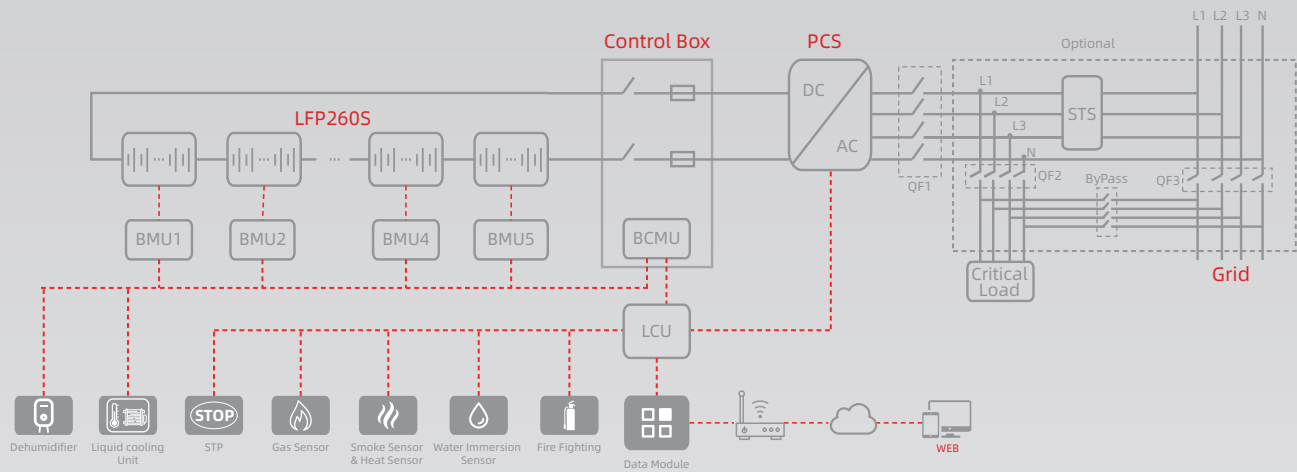 L1 L2 L3 N
Control Box
PCS
Optional
LFP260S
DC
AC
L1
L2
L3
N
STS
QF1
QF2
ByPass
QF3
BMU1
BMU2
BMU4
BMU5
BCMU
Critical
Load
Grid
LCU
STOP
Dehumidifier
Liquid cooling
Unit
STP
Gas Sensor
Smoke Sensor
& Heat Sensor
Water Immersion
Sensor
Fire Fighting
Data Module
WEB